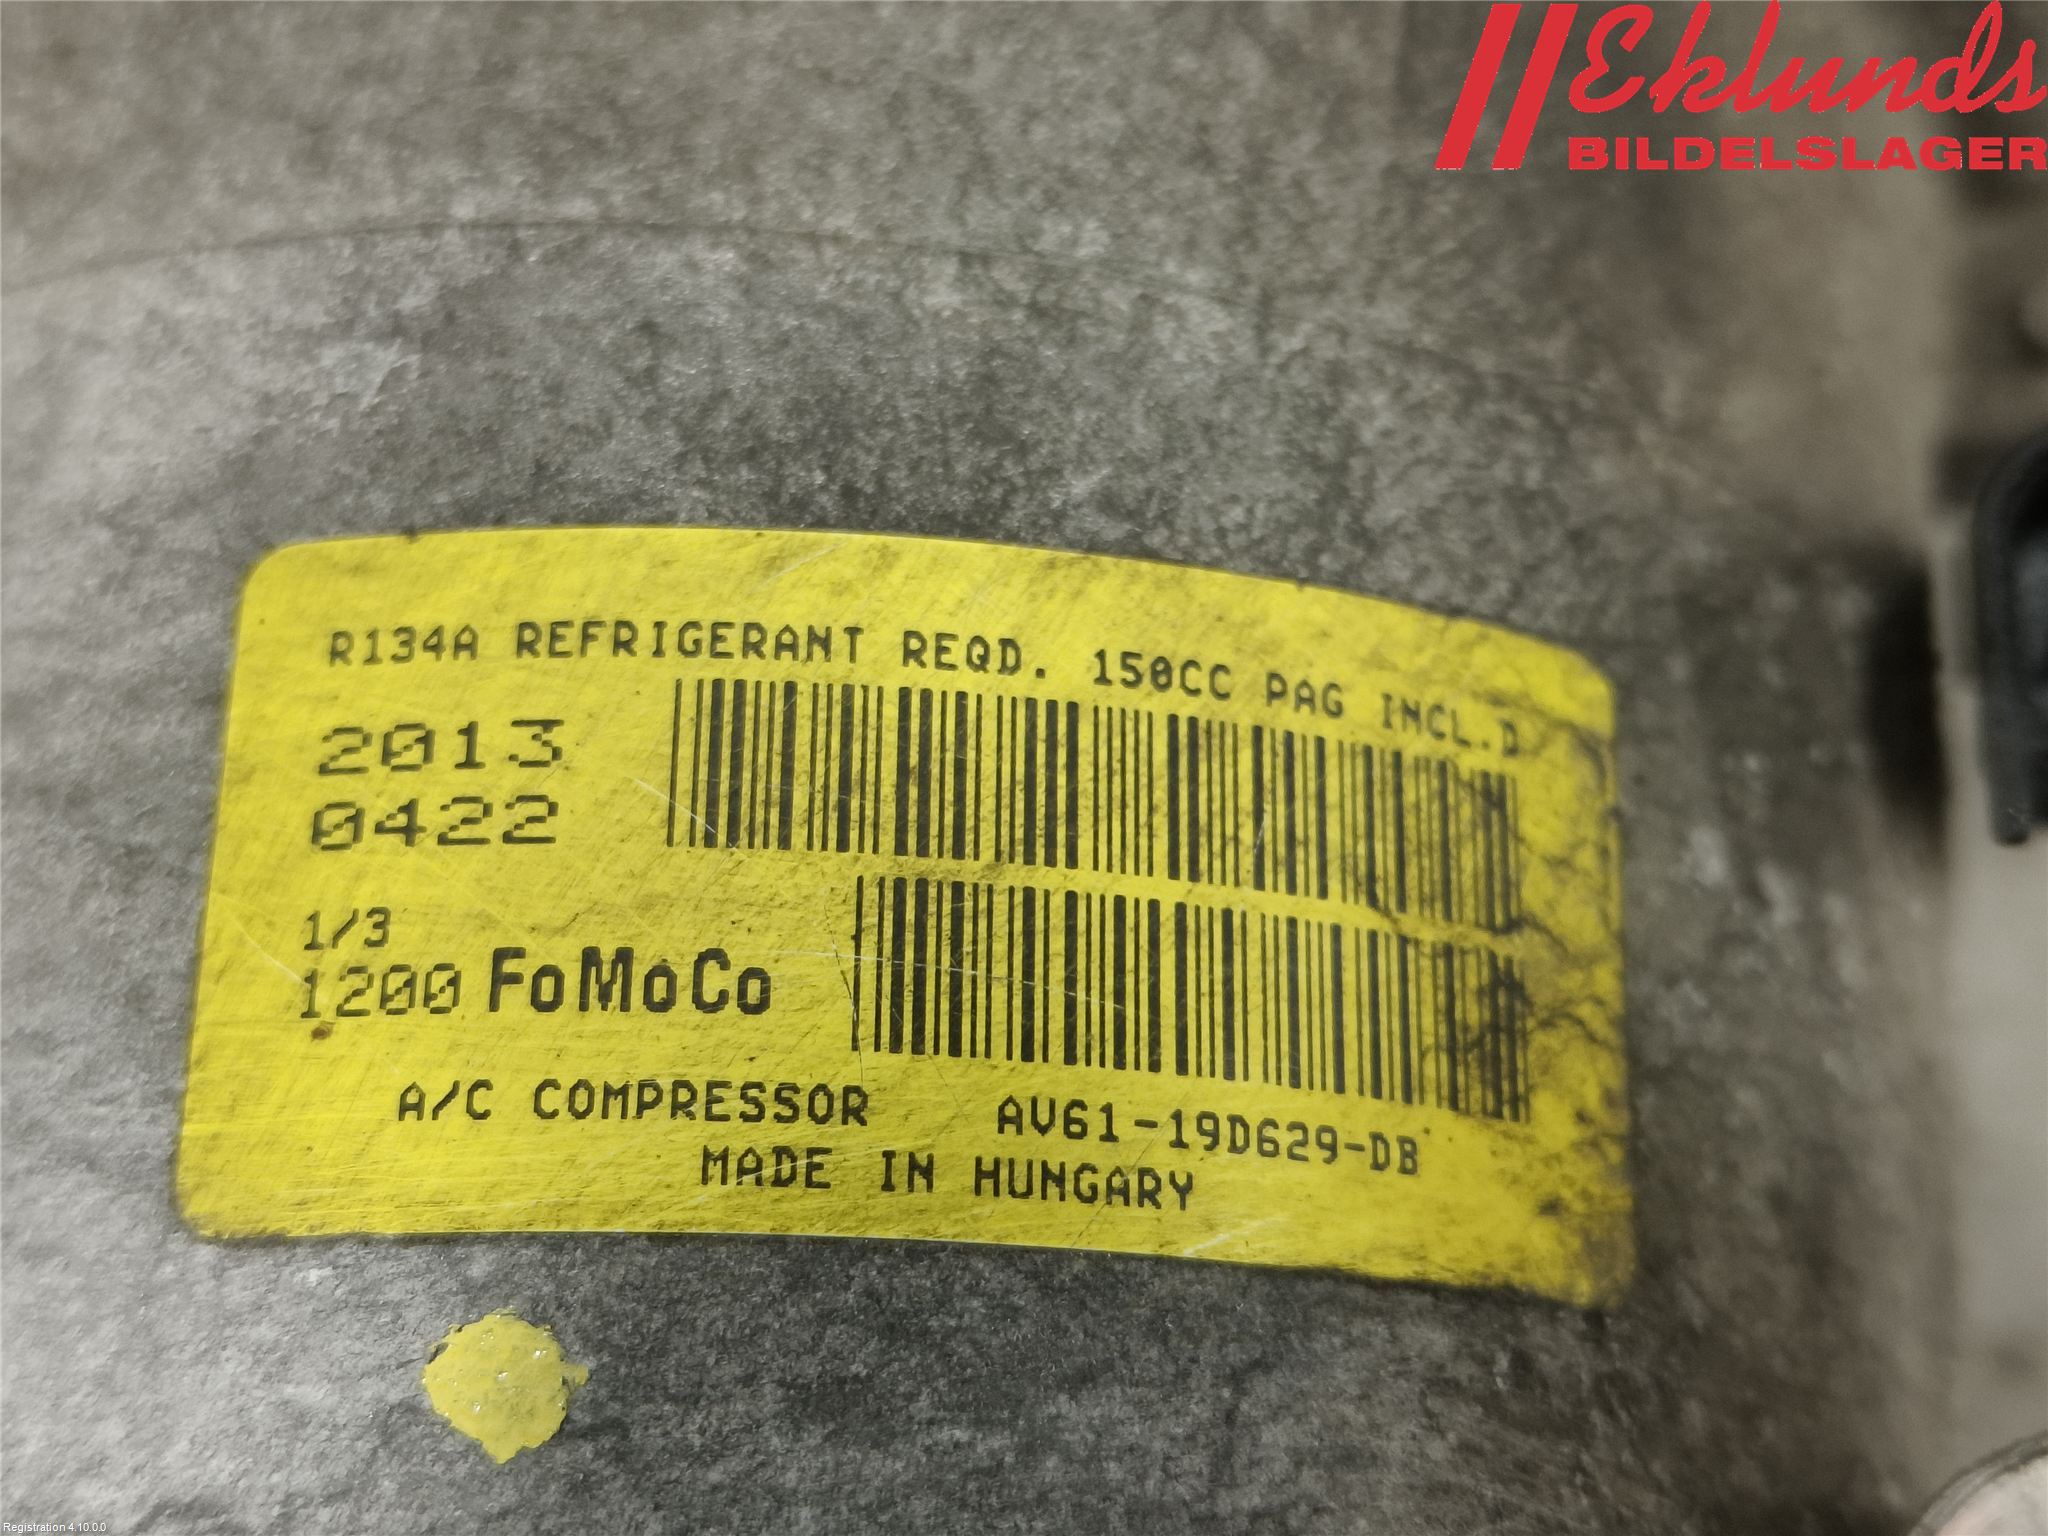 Eklunds
BILDELSLAGER
R134A REFRIGERANT REQD. 150CC PAG INCL.D
2013
0422
1/3
1200 FoMoCo
A/C COMPRESSOR AV61-19D629-DB
MADE IN HUNGARY
Registration 4.10.0.0